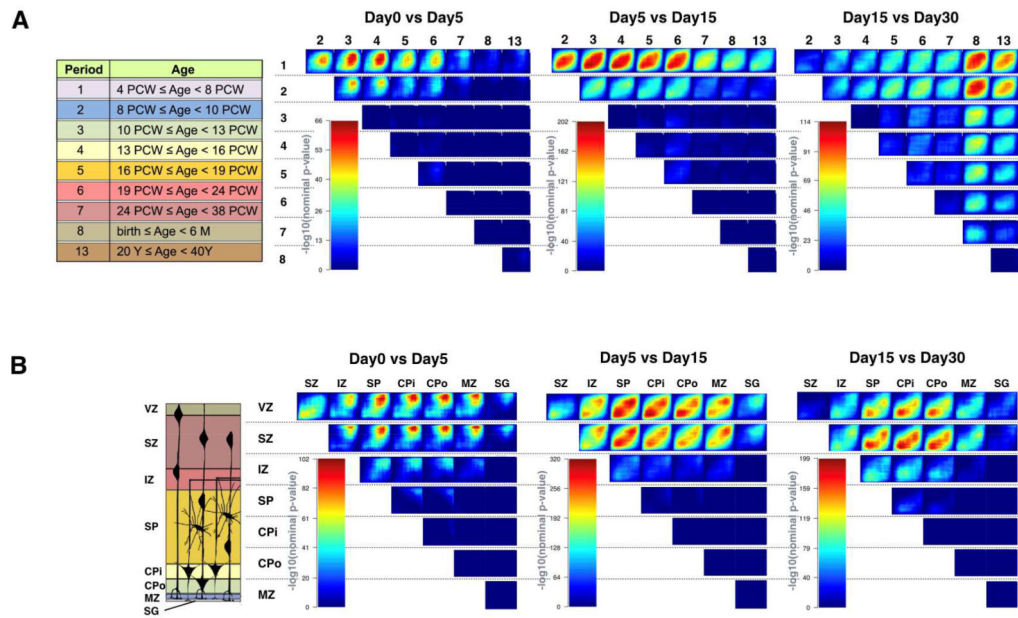 A
Day0 vs Day5
Day5 vs Day15
Day15 vs Day30
2 3 4 5 6 7 8 13
2 3 4 5 6 7 8 13
2 3 4 5 6 7 8 13
Period Age
1 4 PCW ≤ Age < 8 PCW
2 8 PCW ≤ Age < 10 PCW
3 10 PCW ≤ Age < 13 PCW
4 13 PCW ≤ Age < 16 PCW
5 16 PCW ≤ Age < 19 PCW
6 19 PCW ≤ Age < 24 PCW
7 24 PCW ≤ Age < 38 PCW
8 birth ≤ Age < 6 M
13 20 Y ≤ Age < 40Y
1
2
3
4
5
6
7
8
66
53
40
26
13
0
-log10(nominal p-value)
202
162
121
81
40
0
-log10(nominal p-value)
114
91
69
46
23
0
-log10(nominal p-value)
B
Day0 vs Day5
Day5 vs Day15
Day15 vs Day30
SZ IZ SP CPi CPo MZ SG
SZ IZ SP CPi CPo MZ SG
SZ IZ SP CPi CPo MZ SG
VZ
SZ
IZ
SP
CPi
CPo
MZ
SG
VZ
SZ
IZ
SP
CPi
CPo
MZ
102
82
61
41
20
0
-log10(nominal p-value)
320
256
192
128
64
0
-log10(nominal p-value)
199
159
119
79
40
0
-log10(nominal p-value)